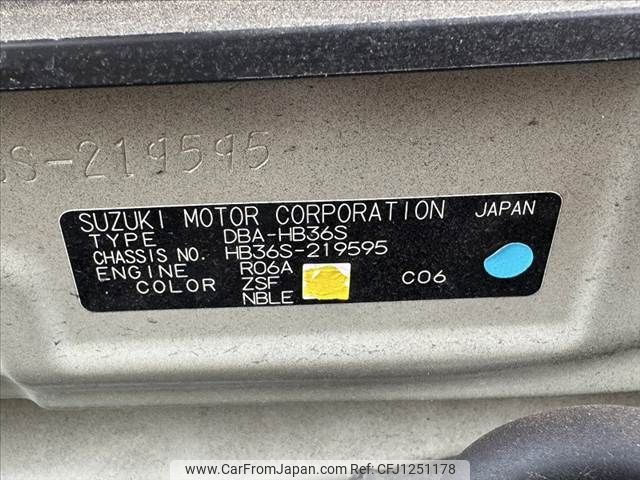 S-219595
SUZUKI MOTOR CORPORATION JAPAN
TYPE DBA-HB36S
CHASSIS NO. HB36S-219595
ENGINE R06A
COLOR ZSF C06
NBLE
www.CarFromJapan.com Ref. No: CFJ1251178